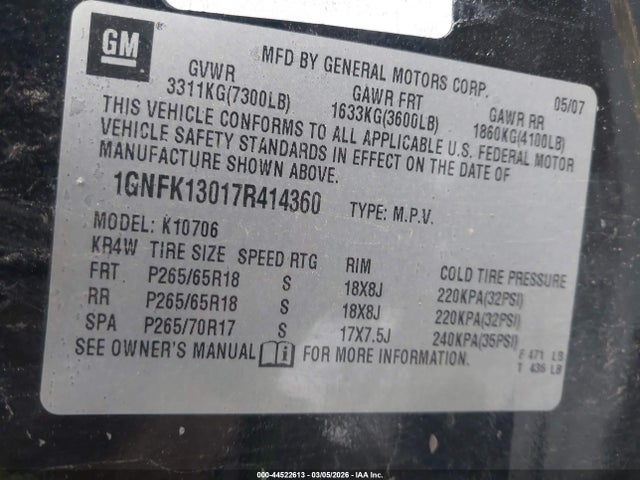 GM
MFD BY GENERAL MOTORS CORP. 05/07
GVWR GAWR FRT GAWR RR
3311KG(7300LB) 1633KG(3600LB) 1860KG(4100LB)
THIS VEHICLE CONFORMS TO ALL APPLICABLE U.S. FEDERAL MOTOR
VEHICLE SAFETY STANDARDS IN EFFECT ON THE DATE OF
MANUFACTURE SHOWN ABOVE.
1GNFK13017R414360 TYPE: M.P.V.
MODEL: K10706
KR4W TIRE SIZE SPEED RTG RIM COLD TIRE PRESSURE
FRT P265/65R18 S 18X8J 220KPA(32PSI)
RR P265/65R18 S 18X8J 220KPA(32PSI)
SPA P265/70R17 S 17X7.5J 240KPA(35PSI)
SEE OWNER'S MANUAL i FOR MORE INFORMATION.
F 471 LB
T 436 LB
000-44522613 - 03/05/2026 - IAA Inc.